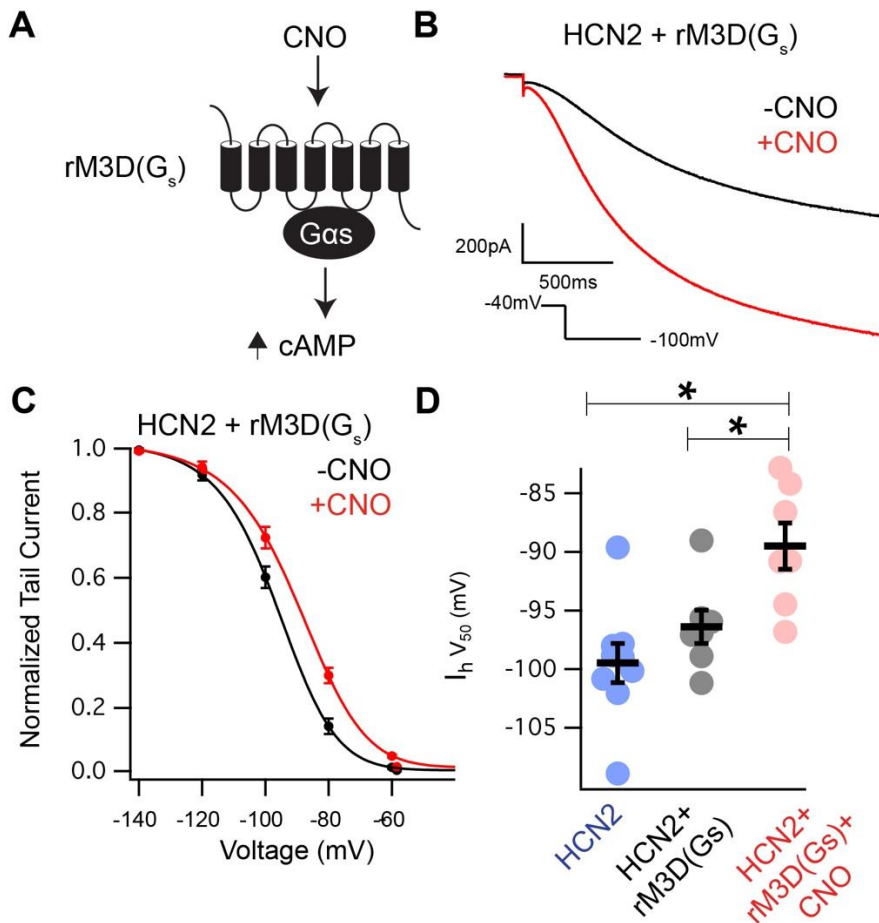 A
CNO
rM3D(Gs)
Gαs
cAMP
B
HCN2 + rM3D(Gs)
-CNO
+CNO
200pA
500ms
-40mV
-100mV
C
HCN2 + rM3D(Gs)
-CNO
+CNO
1.0
0.8
0.6
0.4
0.2
0.0
Normalized Tail Current
-140
-120
-100
-80
-60
Voltage (mV)
D
*
*
-85
-90
-95
-100
-105
Ih V50 (mV)
HCN2
HCN2+
rM3D(Gs)
HCN2+
rM3D(Gs)+
CNO